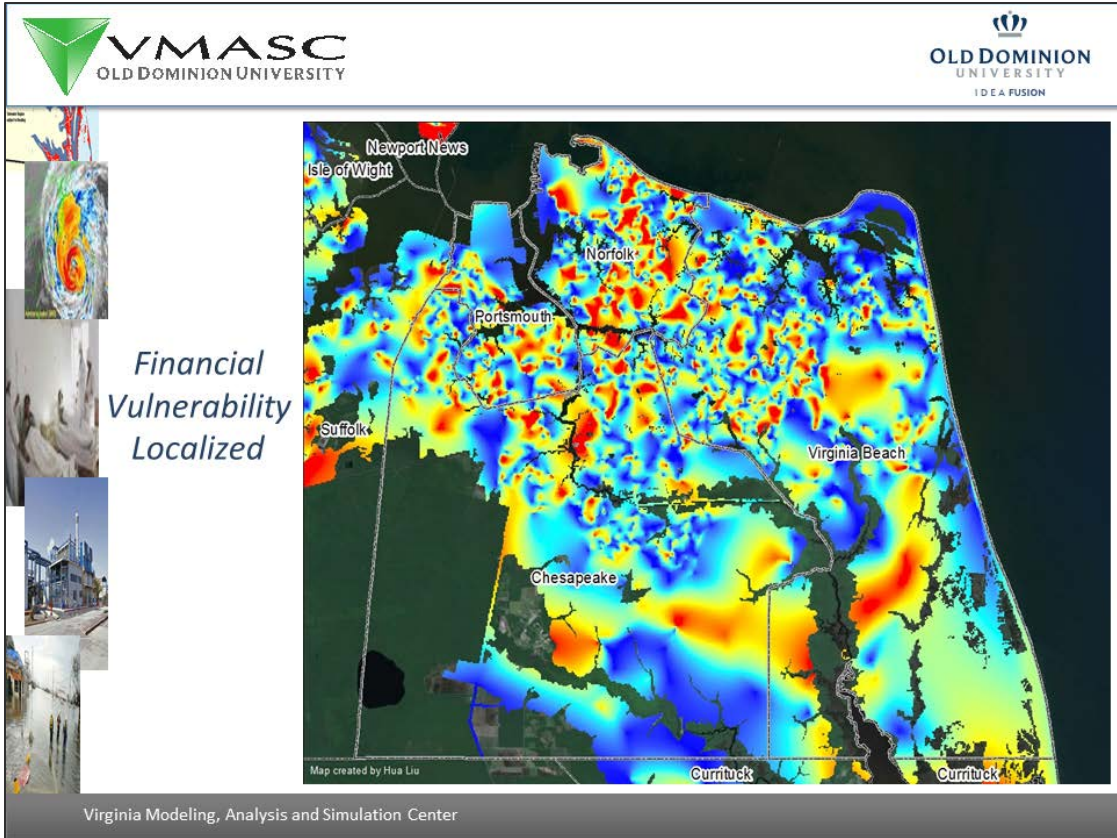 VMASC
OLD DOMINION UNIVERSITY
OLD DOMINION
UNIVERSITY
IDEA FUSION
Financial
Vulnerability
Localized
Newport News
Isle of Wight
Norfolk
Portsmouth
Suffolk
Virginia Beach
Chesapeake
Currituck
Currituck
Map created by Hua Liu
Virginia Modeling, Analysis and Simulation Center